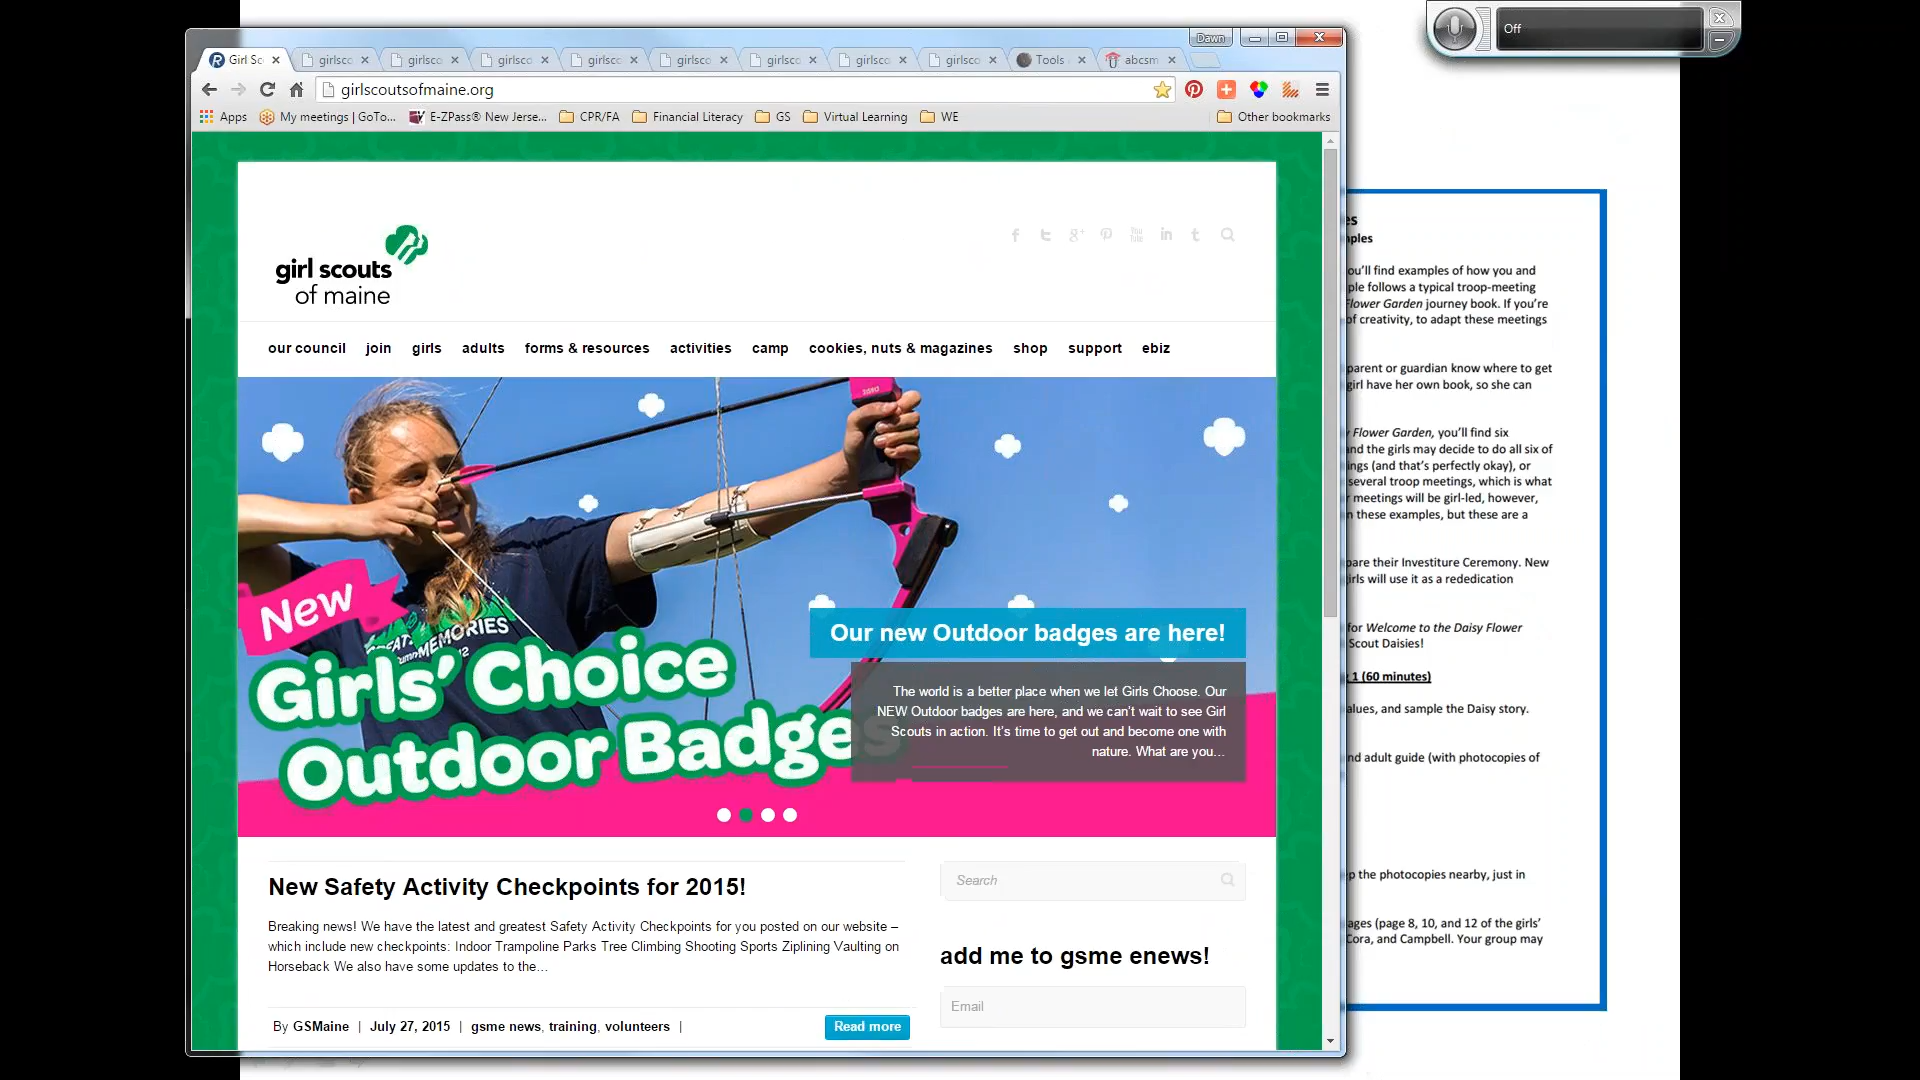 Off
Dawn
Girl Sc
girlsco
girlsco
girlsco
girlsco
girlsco
girlsco
girlsco
girlsco
Tools
abcsm
girlscoutsofmaine.org
Apps
My meetings | GoTo...
E-ZPass® New Jerse...
CPR/FA
Financial Literacy
GS
Virtual Learning
WE
Other bookmarks
girl scouts
of maine
our council join girls adults forms & resources activities camp cookies, nuts & magazines shop support ebiz
New
Girls' Choice
Outdoor Badges
Our new Outdoor badges are here!
The world is a better place when we let Girls Choose. Our
NEW Outdoor badges are here, and we can't wait to see Girl
Scouts in action. It's time to get out and become one with
nature. What are you...
New Safety Activity Checkpoints for 2015!
Breaking news! We have the latest and greatest Safety Activity Checkpoints for you posted on our website –
which include new checkpoints: Indoor Trampoline Parks Tree Climbing Shooting Sports Ziplining Vaulting on
Horseback We also have some updates to the...
By GSMaine | July 27, 2015 | gsme news, training, volunteers |
Read more
Search
add me to gsme enews!
Email
ou'll find examples of how you and
ple follows a typical troop-meeting
Flower Garden journey book. If you're
of creativity, to adapt these meetings
parent or guardian know where to get
girl have her own book, so she can
Flower Garden, you'll find six
and the girls may decide to do all six of
ings (and that's perfectly okay), or
several troop meetings, which is what
r meetings will be girl-led, however,
n these examples, but these are a
pare their Investiture Ceremony. New
girls will use it as a rededication
for Welcome to the Daisy Flower
Scout Daisies!
1 (60 minutes)
alues, and sample the Daisy story.
nd adult guide (with photocopies of
p the photocopies nearby, just in
ages (page 8, 10, and 12 of the girls'
Cora, and Campbell. Your group may